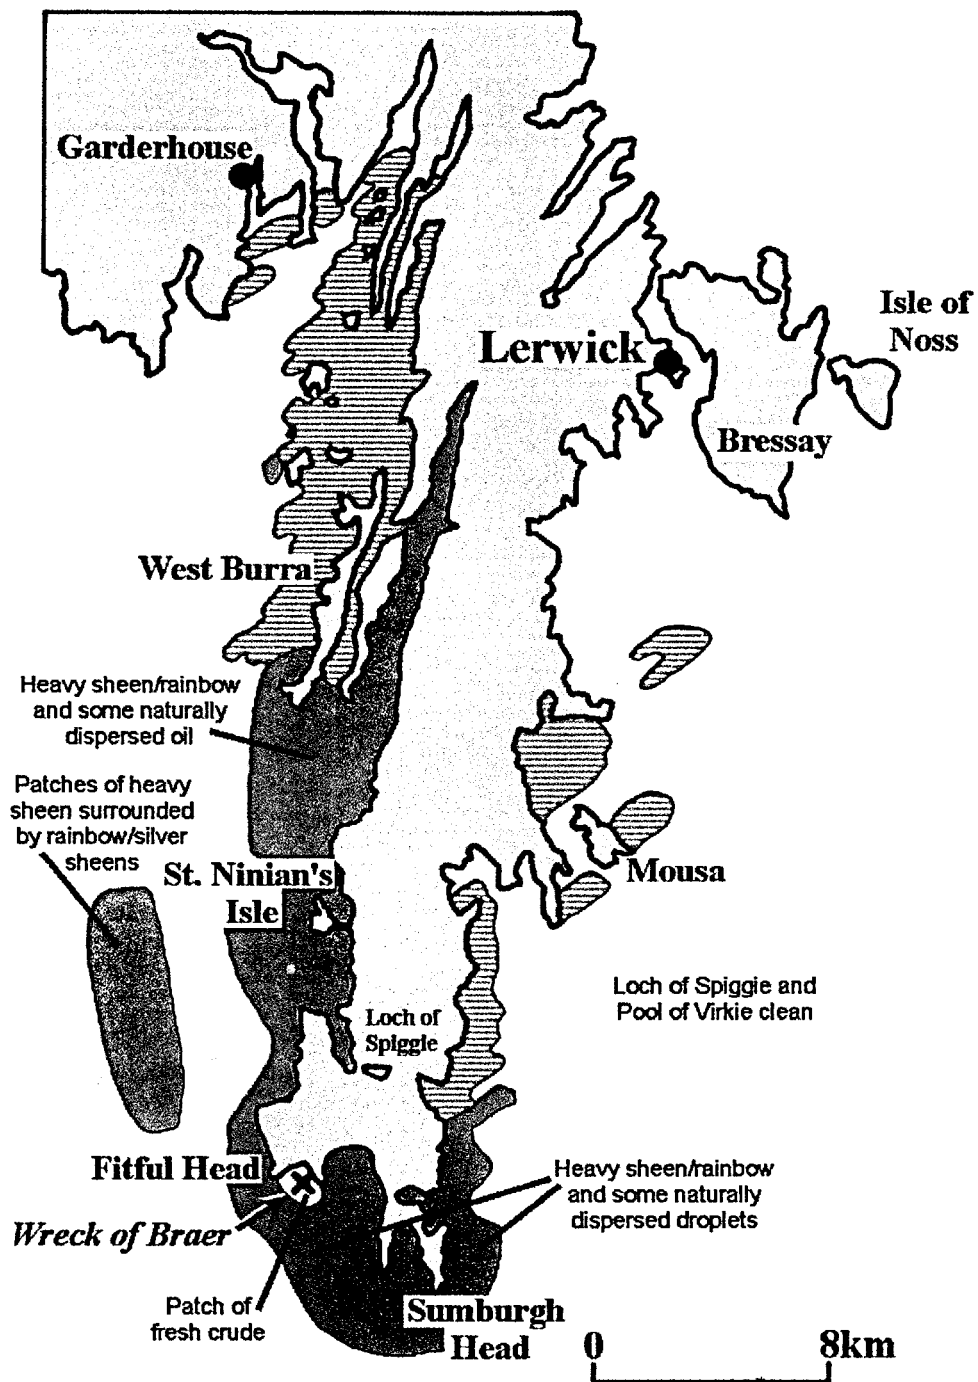 Garderhouse
Isle of
Noss
Lerwick
Bressay
West Burra
Heavy sheen/rainbow
and some naturally
dispersed oil
Patches of heavy
sheen surrounded
by rainbow/silver
sheens
St. Ninian's
Isle
Mousa
Loch of Spiggie and
Pool of Virkie clean
Loch of
Spiggie
Fitful Head
Wreck of Braer
Heavy sheen/rainbow
and some naturally
dispersed droplets
Patch of
fresh crude
Sumburgh
Head
0 8km